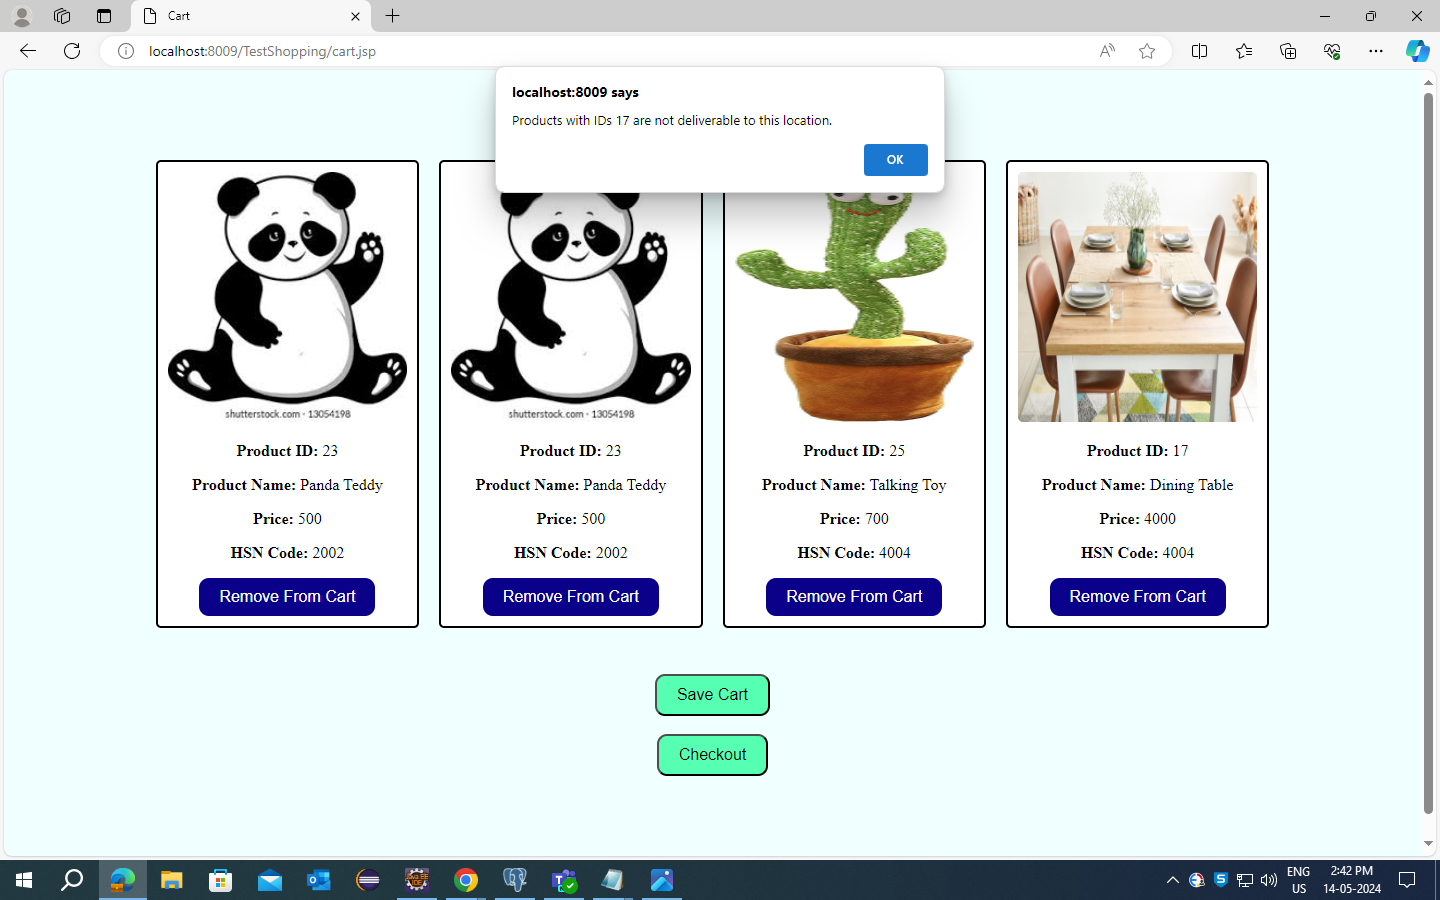 Cart
localhost:8009/TestShopping/cart.jsp
localhost:8009 says
Products with IDs 17 are not deliverable to this location.
OK
shutterstock.com · 13054198
Product ID: 23
Product Name: Panda Teddy
Price: 500
HSN Code: 2002
Remove From Cart
shutterstock.com · 13054198
Product ID: 23
Product Name: Panda Teddy
Price: 500
HSN Code: 2002
Remove From Cart
Product ID: 25
Product Name: Talking Toy
Price: 700
HSN Code: 4004
Remove From Cart
Product ID: 17
Product Name: Dining Table
Price: 4000
HSN Code: 4004
Remove From Cart
Save Cart
Checkout
ENG
US
2:42 PM
14-05-2024